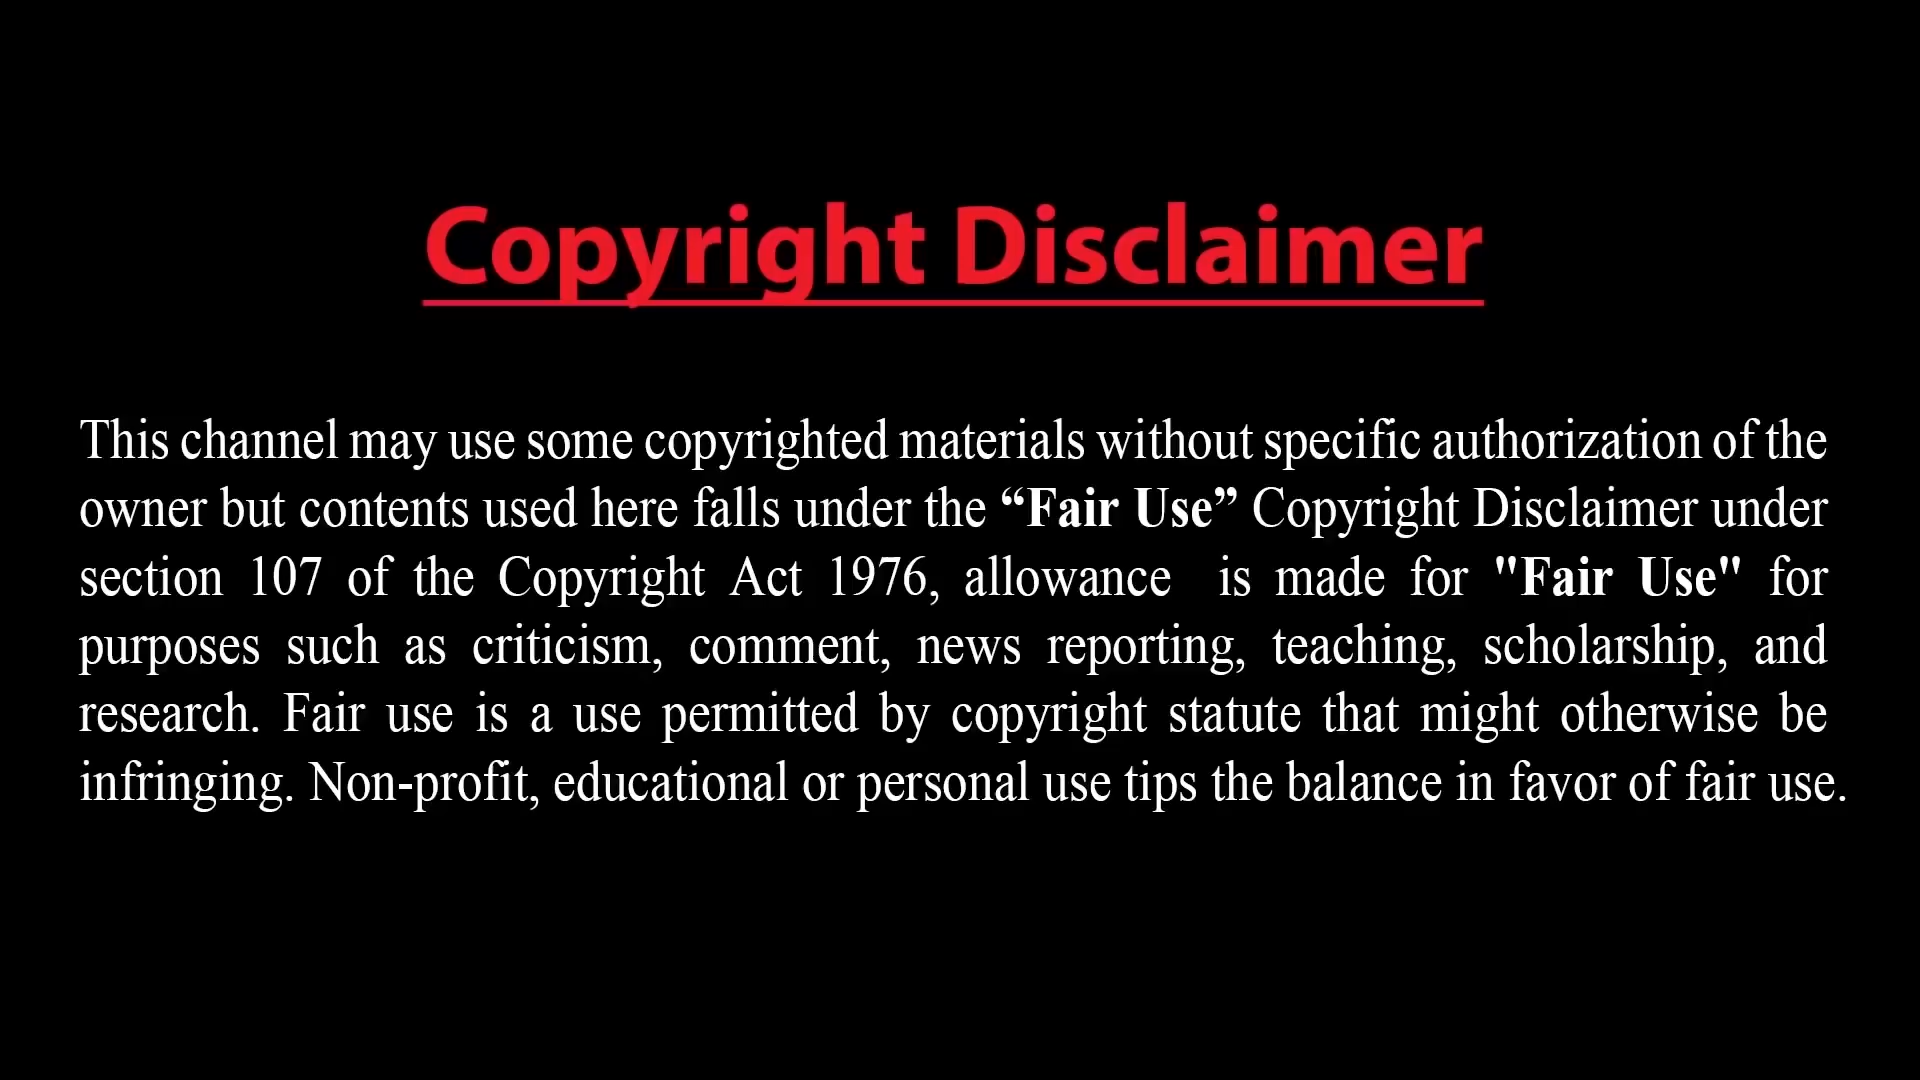 Copyright Disclaimer
This channel may use some copyrighted materials without specific authorization of the
owner but contents used here falls under the “Fair Use” Copyright Disclaimer under
section 107 of the Copyright Act 1976, allowance is made for "Fair Use" for
purposes such as criticism, comment, news reporting, teaching, scholarship, and
research. Fair use is a use permitted by copyright statute that might otherwise be
infringing. Non-profit, educational or personal use tips the balance in favor of fair use.